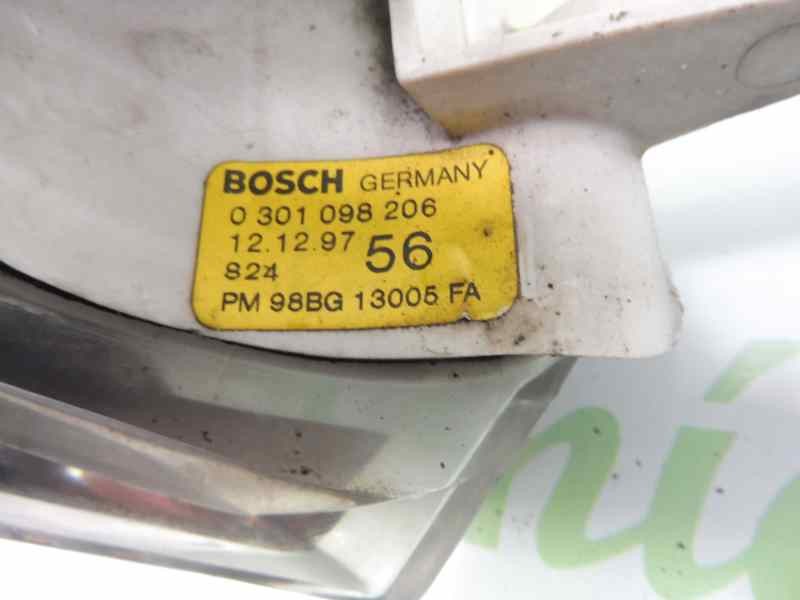 BOSCH GERMANY
0 301 098 206
12.12.97 56
824
PM 98BG 13005 FA